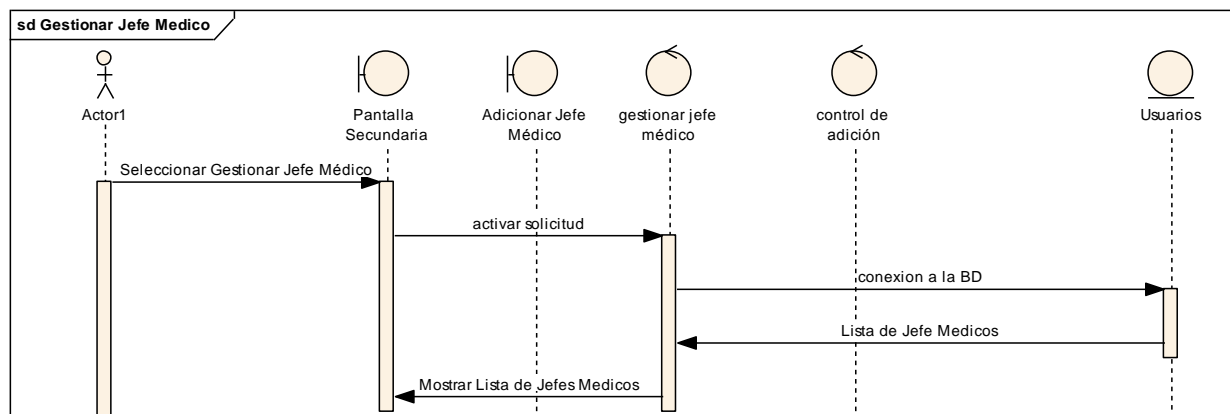 sd Gestionar Jefe Medico
Actor1
Pantalla
Secundaria
Adicionar Jefe
Médico
gestionar jefe
médico
control de
adición
Usuarios
Seleccionar Gestionar Jefe Médico
activar solicitud
conexion a la BD
Lista de Jefe Medicos
Mostrar Lista de Jefes Medicos